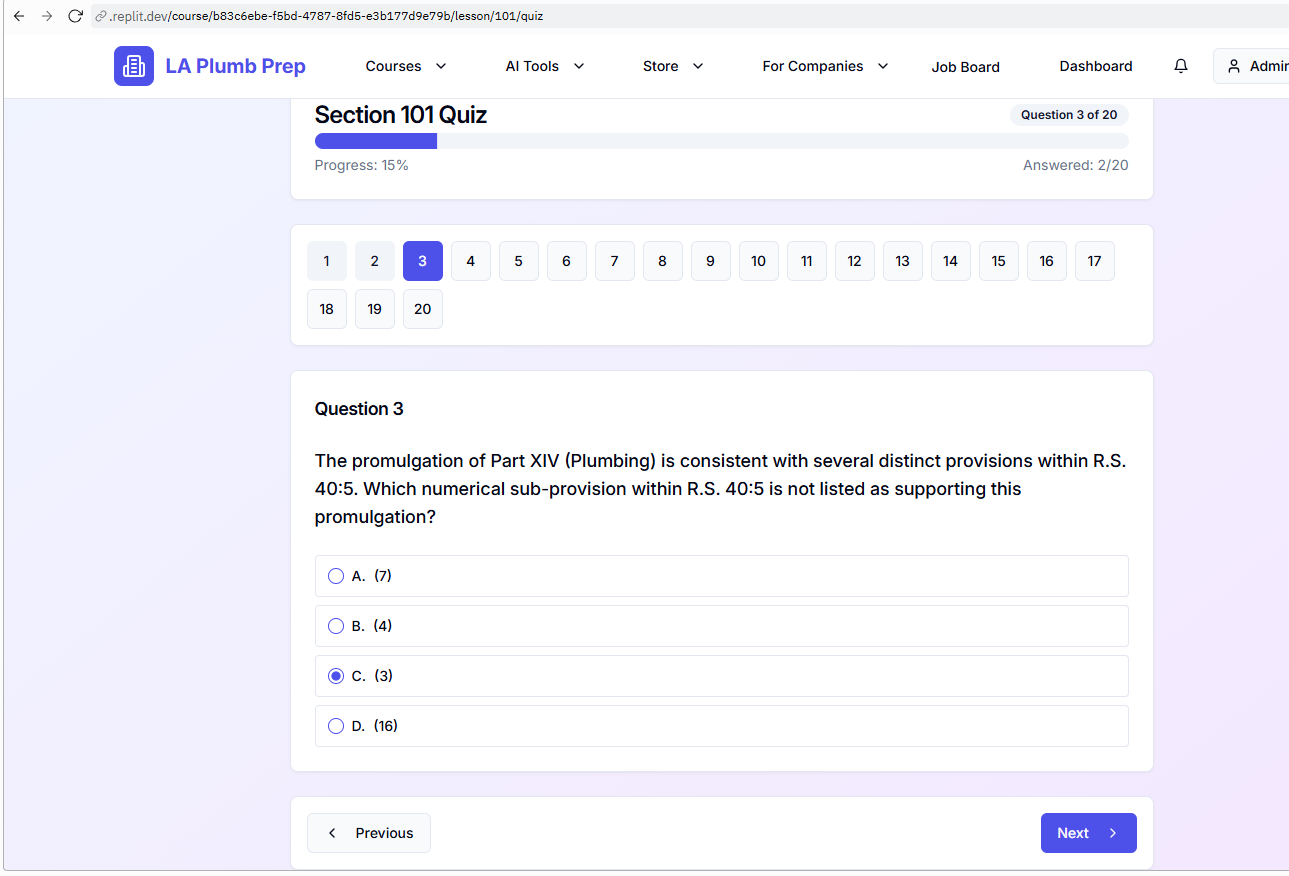 .replit.dev/course/b83c6ebe-f5bd-4787-8fd5-e3b177d9e79b/lesson/101/quiz
LA Plumb Prep
Courses
AI Tools
Store
For Companies
Job Board
Dashboard
Admin
Section 101 Quiz
Question 3 of 20
Progress: 15%
Answered: 2/20
1 2 3 4 5 6 7 8 9 10 11 12 13 14 15 16 17
18 19 20
Question 3
The promulgation of Part XIV (Plumbing) is consistent with several distinct provisions within R.S.
40:5. Which numerical sub-provision within R.S. 40:5 is not listed as supporting this
promulgation?
A. (7)
B. (4)
C. (3)
D. (16)
Previous
Next